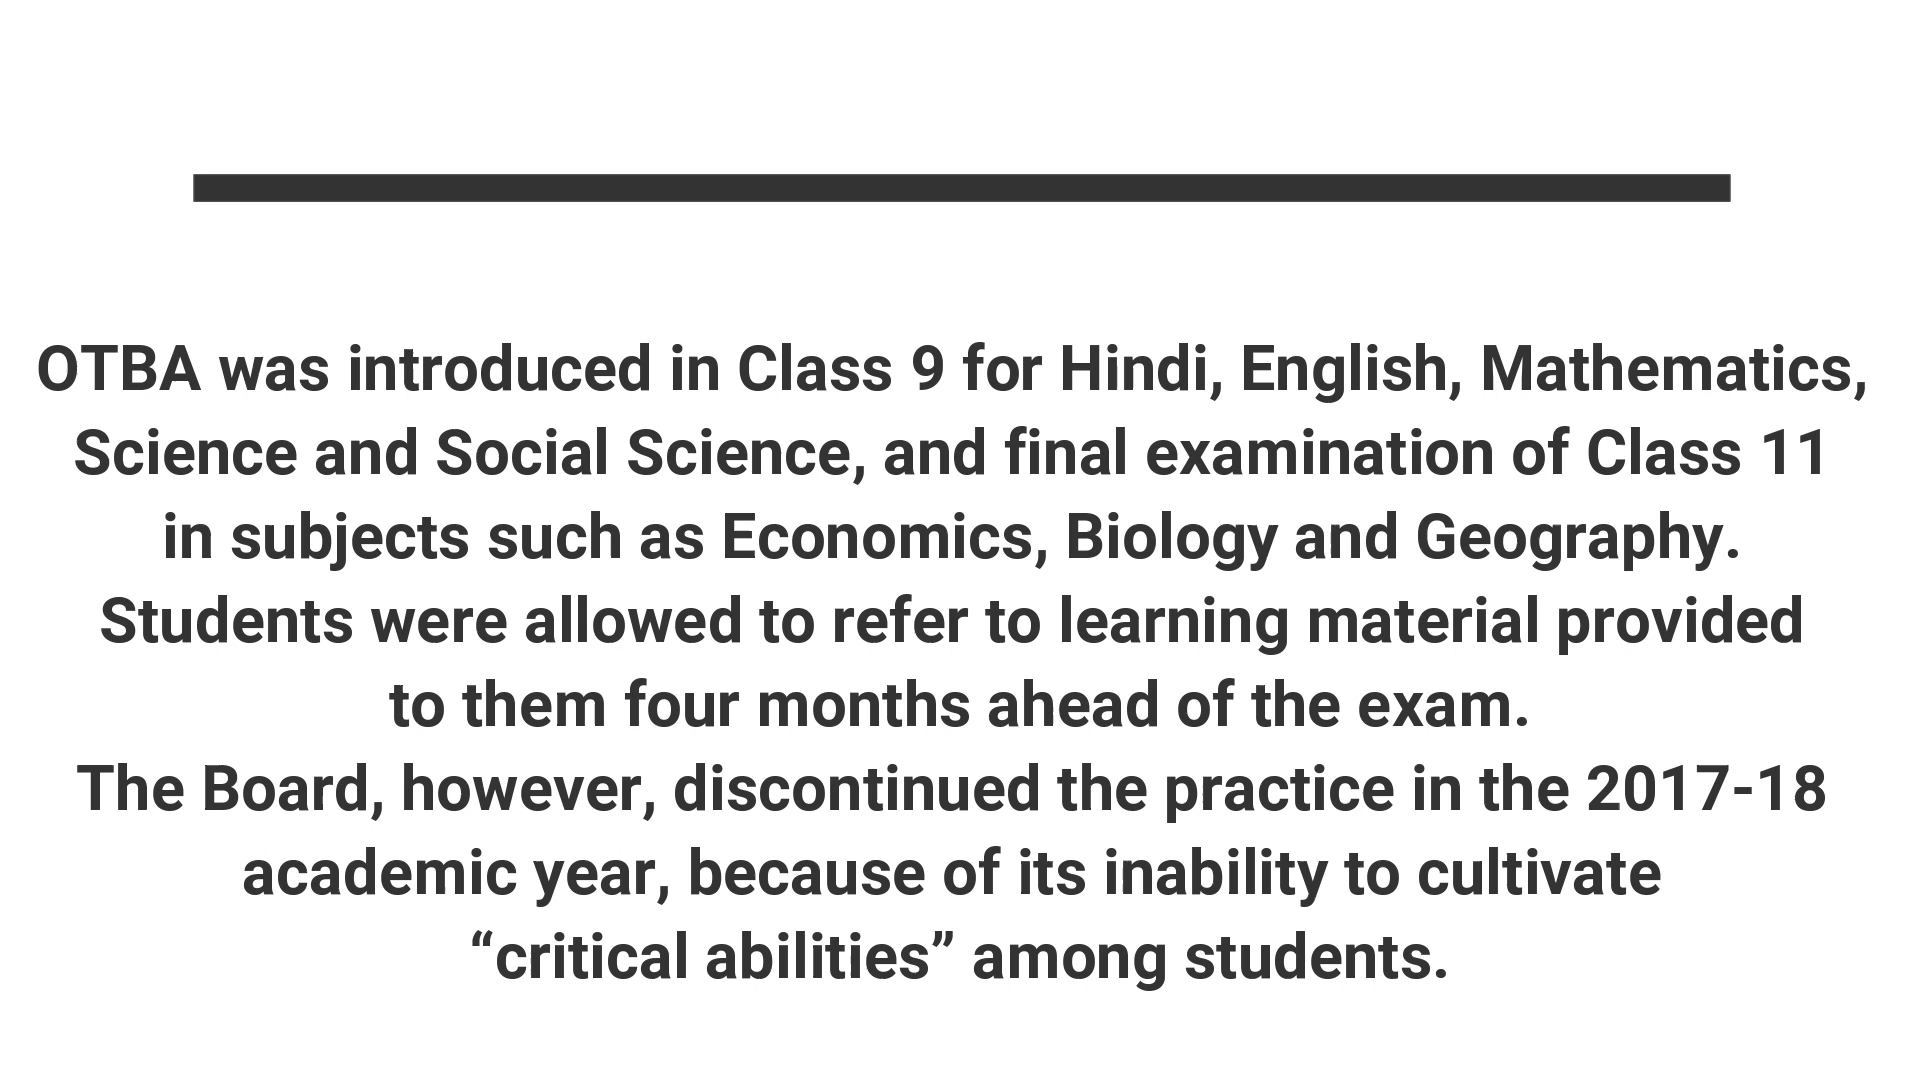 OTBA was introduced in Class 9 for Hindi, English, Mathematics,
Science and Social Science, and final examination of Class 11
in subjects such as Economics, Biology and Geography.
Students were allowed to refer to learning material provided
to them four months ahead of the exam.
The Board, however, discontinued the practice in the 2017-18
academic year, because of its inability to cultivate
“critical abilities” among students.